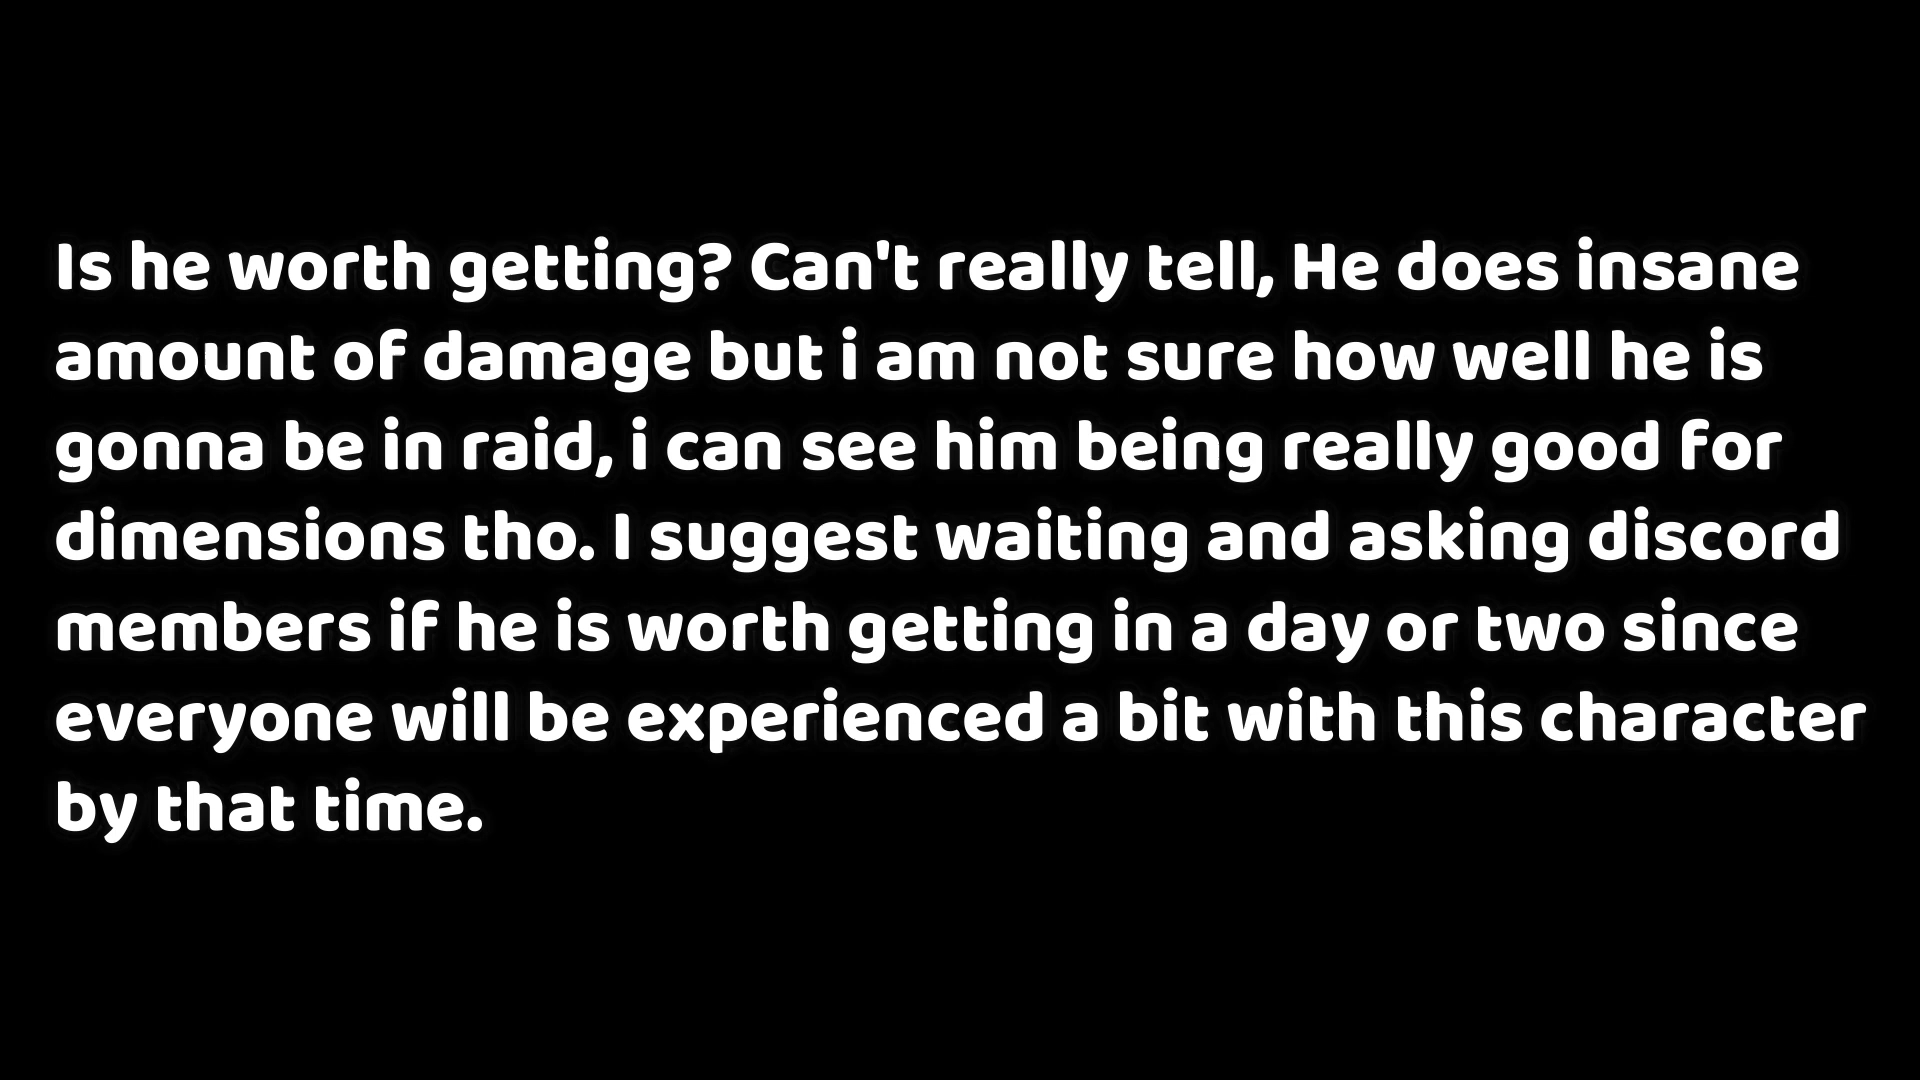 Is he worth getting? Can't really tell, He does insane
amount of damage but i am not sure how well he is
gonna be in raid, i can see him being really good for
dimensions tho. I suggest waiting and asking discord
members if he is worth getting in a day or two since
everyone will be experienced a bit with this character
by that time.